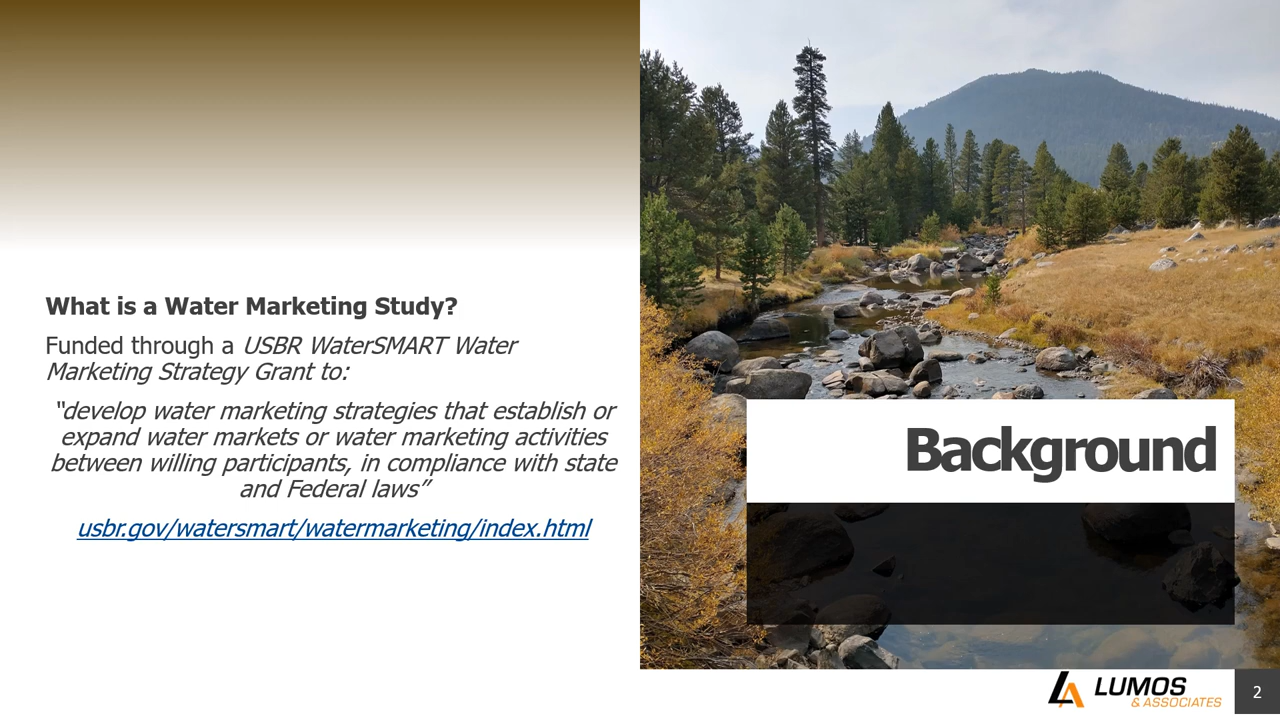 What is a Water Marketing Study?
Funded through a USBR WaterSMART Water
Marketing Strategy Grant to:
“develop water marketing strategies that establish or
expand water markets or water marketing activities
between willing participants, in compliance with state
and Federal laws”
usbr.gov/watersmart/watermarketing/index.html
Background
LUMOS
& ASSOCIATES
2